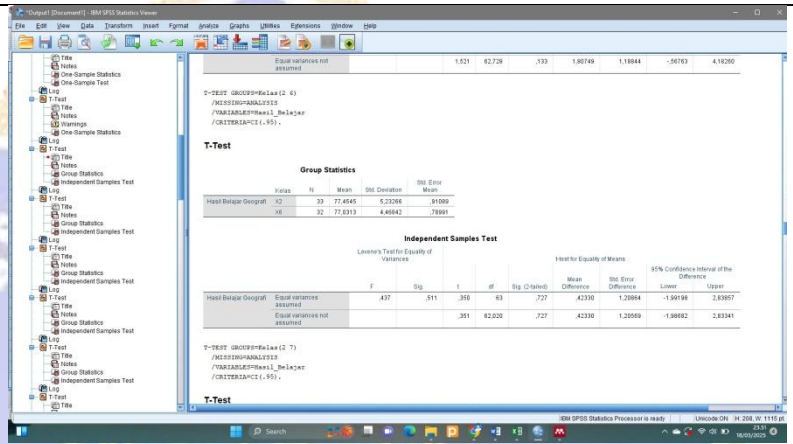 *Output1 [Document1] - IBM SPSS Statistics Viewer
File Edit View Data Transform Insert Format Analyze Graphs Utilities Extensions Window Help
Title
Notes
One-Sample Statistics
One-Sample Test
Log
T-Test
Title
Notes
Warnings
One-Sample Statistics
Log
T-Test
Title
Notes
Group Statistics
Independent Samples Test
Log
T-Test
Title
Notes
Group Statistics
Independent Samples Test
Log
T-Test
Title
Notes
Group Statistics
Independent Samples Test
Log
T-Test
Title
Notes
Group Statistics
Independent Samples Test
Log
T-Test
Title
Notes
Group Statistics
Independent Samples Test
Log
T-Test
Title
Equal variances not assumed 1,521 62,728 ,133 1,80749 1,18844 -,56763 4,18260
T-TEST GROUPS=Kelas(2 6)
/MISSING=ANALYSIS
/VARIABLES=Hasil_Belajar
/CRITERIA=CI(.95).
T-Test
Group Statistics
Kelas N Mean Std. Deviation Std. Error Mean
Hasil Belajar Geografi X2 33 77,4545 5,23266 ,91089
X6 32 77,0313 4,46842 ,78991
Independent Samples Test
Levene's Test for Equality of Variances t-test for Equality of Means
95% Confidence Interval of the Difference
F Sig. t df Sig. (2-tailed) Mean Difference Std. Error Difference Lower Upper
Hasil Belajar Geografi Equal variances assumed ,437 ,511 ,350 63 ,727 ,42330 1,20864 -1,99198 2,83857
Equal variances not assumed ,351 62,020 ,727 ,42330 1,20569 -1,98682 2,83341
T-TEST GROUPS=Kelas(2 7)
/MISSING=ANALYSIS
/VARIABLES=Hasil_Belajar
/CRITERIA=CI(.95).
T-Test
IBM SPSS Statistics Processor is ready Unicode:ON H: 208, W: 1115 pt
Search
23.31
16/03/2025